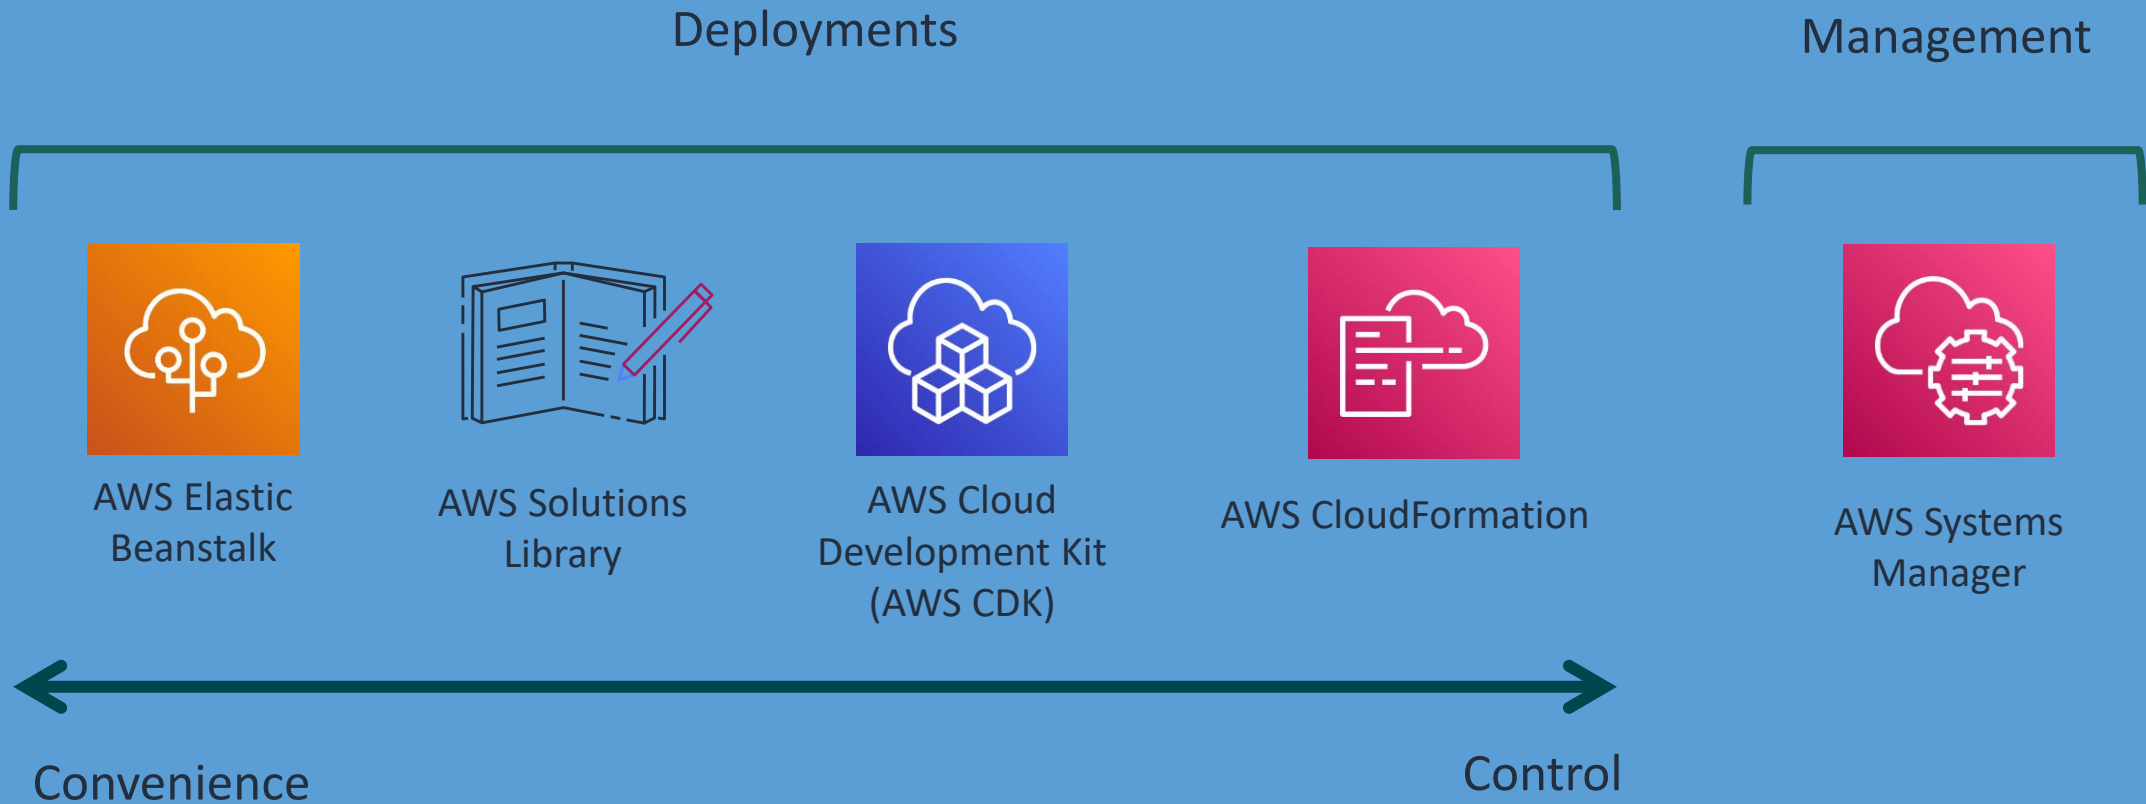 Deployments
Management
AWS Elastic
Beanstalk
AWS Solutions
Library
AWS Cloud
Development Kit
(AWS CDK)
AWS CloudFormation
AWS Systems
Manager
Convenience
Control